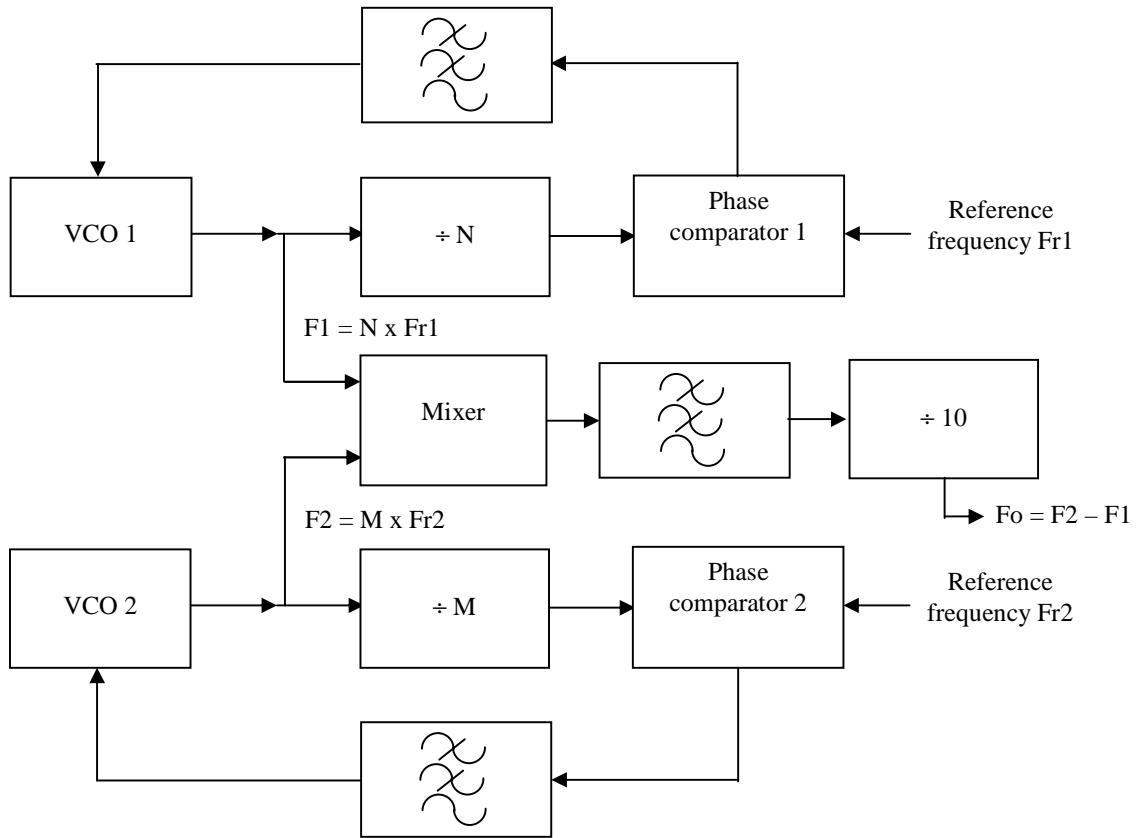 VCO 1
÷ N
Phase
comparator 1
Reference
frequency Fr1
F1 = N x Fr1
Mixer
÷ 10
F2 = M x Fr2
Fo = F2 – F1
VCO 2
÷ M
Phase
comparator 2
Reference
frequency Fr2